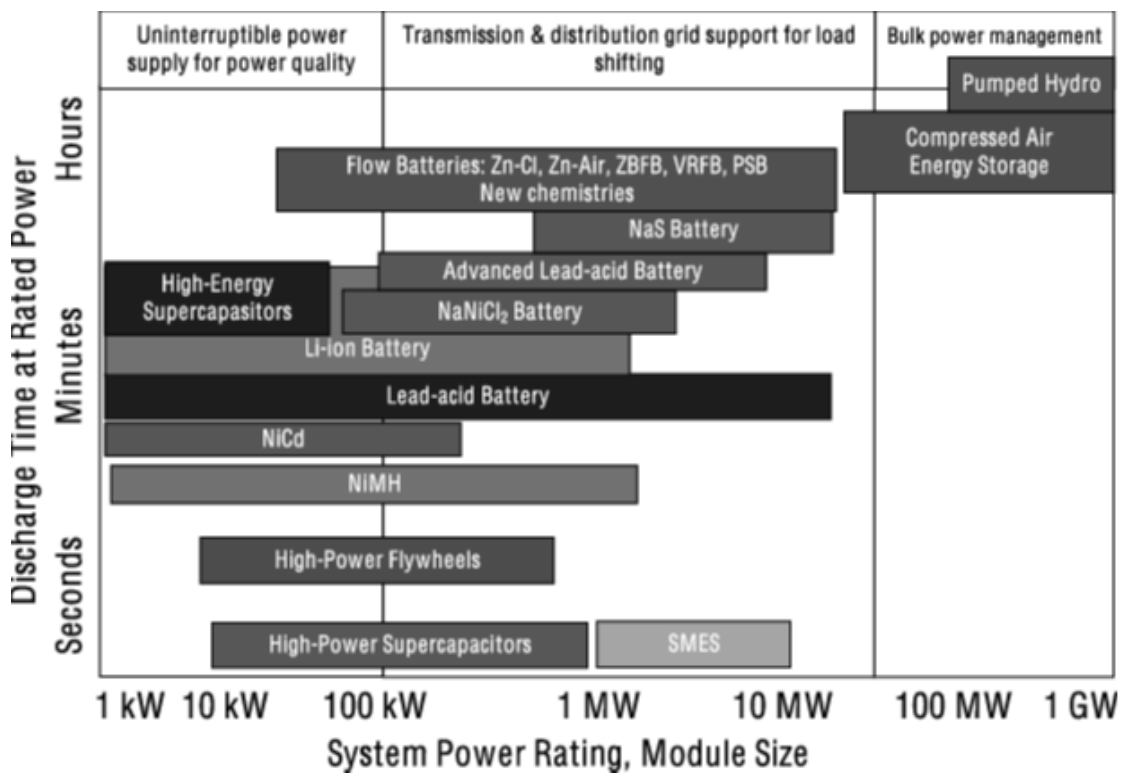 Uninterruptible power
supply for power quality
Transmission & distribution grid support for load
shifting
Bulk power management
Pumped Hydro
Compressed Air
Energy Storage
Flow Batteries: Zn-Cl, Zn-Air, ZBFB, VRFB, PSB
New chemistries
NaS Battery
Advanced Lead-acid Battery
High-Energy
Supercapasitors
NaNiCl₂ Battery
Li-ion Battery
Lead-acid Battery
NiCd
NiMH
High-Power Flywheels
High-Power Supercapacitors
SMES
Discharge Time at Rated Power
Hours
Minutes
Seconds
1 kW 10 kW 100 kW 1 MW 10 MW 100 MW 1 GW
System Power Rating, Module Size